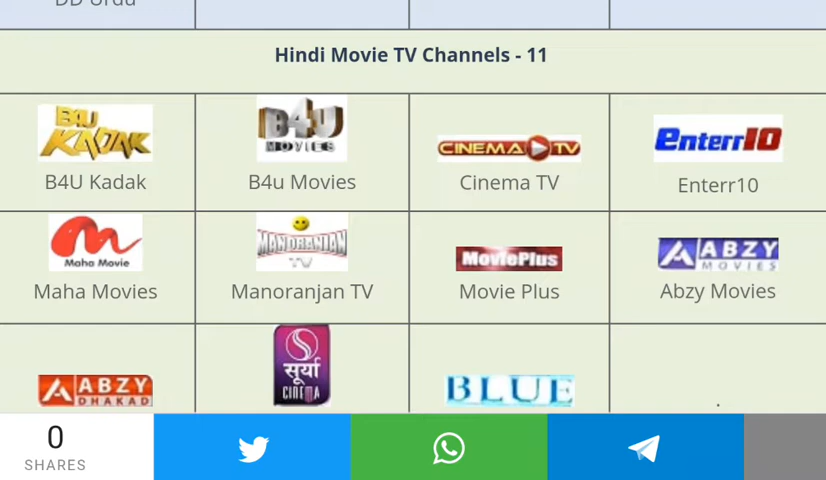 DD Urdu
Hindi Movie TV Channels - 11
B4U
KADAK
B4U
MOVIES
CINEMA TV
Enterr10
B4U Kadak
B4u Movies
Cinema TV
Enterr10
Maha Movie
MANORANJAN
TV
MoviePlus
ABZY
MOVIES
Maha Movies
Manoranjan TV
Movie Plus
Abzy Movies
ABZY
DHAKAD
सूर्या
CINEMA
BLUE
.
0
SHARES